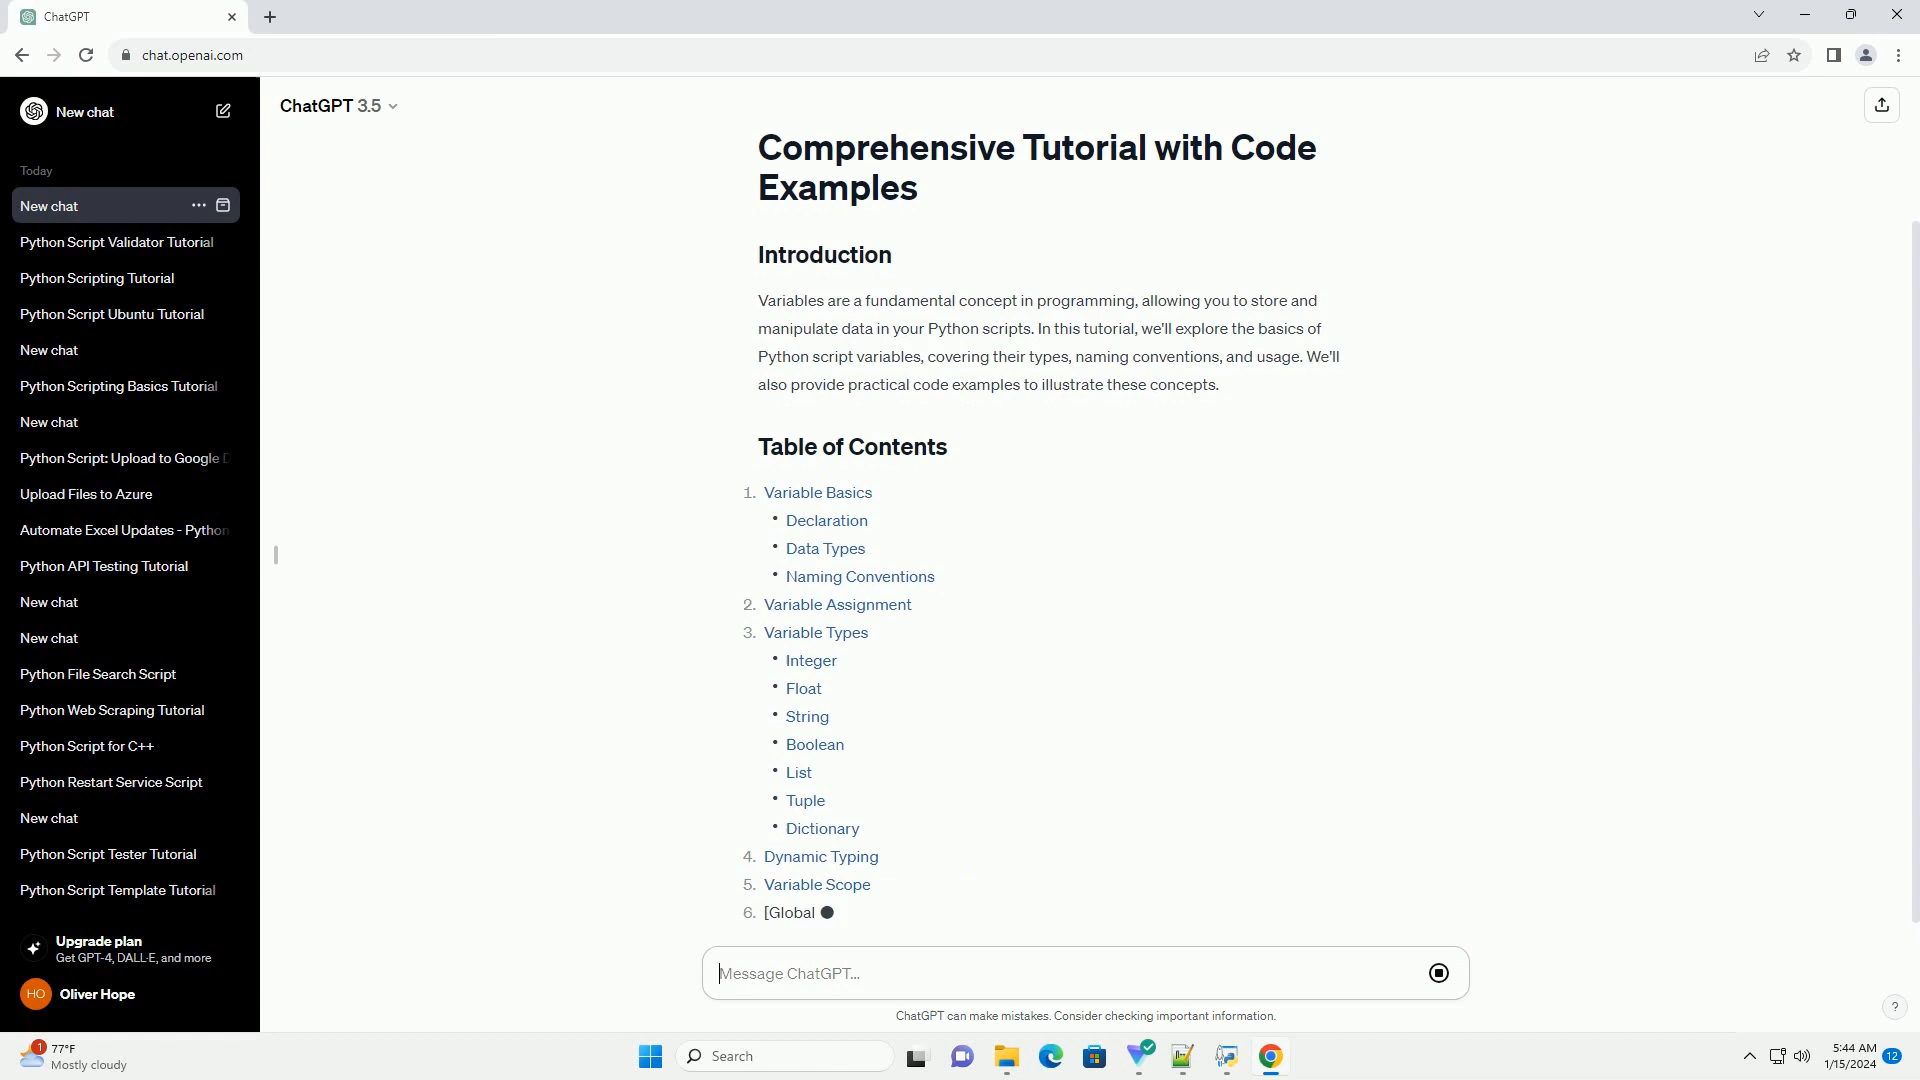 ChatGPT
chat.openai.com
New chat
Today
New chat
Python Script Validator Tutorial
Python Scripting Tutorial
Python Script Ubuntu Tutorial
New chat
Python Scripting Basics Tutorial
New chat
Python Script: Upload to Google D
Upload Files to Azure
Automate Excel Updates - Python
Python API Testing Tutorial
New chat
New chat
Python File Search Script
Python Web Scraping Tutorial
Python Script for C++
Python Restart Service Script
New chat
Python Script Tester Tutorial
Python Script Template Tutorial
Upgrade plan
Get GPT-4, DALL·E, and more
HO Oliver Hope
ChatGPT 3.5
Comprehensive Tutorial with Code
Examples
Introduction
Variables are a fundamental concept in programming, allowing you to store and
manipulate data in your Python scripts. In this tutorial, we'll explore the basics of
Python script variables, covering their types, naming conventions, and usage. We'll
also provide practical code examples to illustrate these concepts.
Table of Contents
1. Variable Basics
• Declaration
• Data Types
• Naming Conventions
2. Variable Assignment
3. Variable Types
• Integer
• Float
• String
• Boolean
• List
• Tuple
• Dictionary
4. Dynamic Typing
5. Variable Scope
6. [Global
Message ChatGPT...
ChatGPT can make mistakes. Consider checking important information.
?
1
77°F
Mostly cloudy
Search
5:44 AM
1/15/2024
12